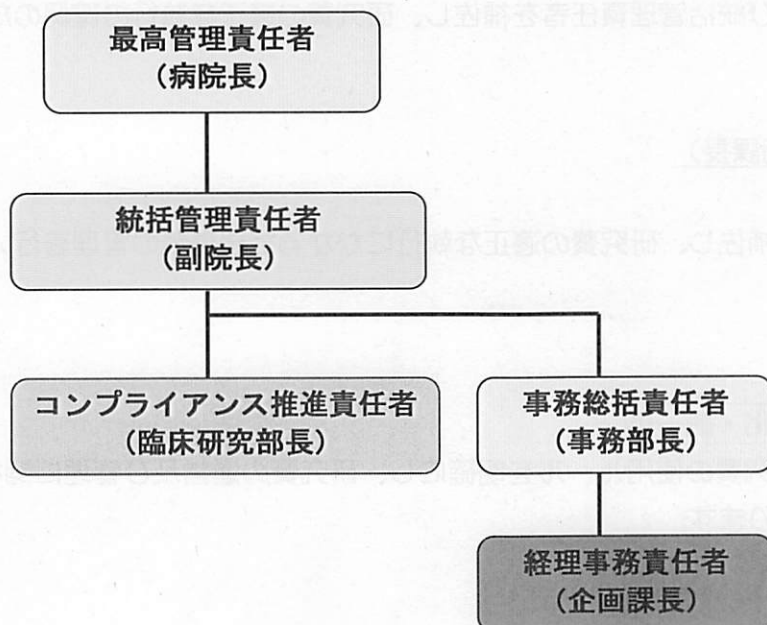 最高管理責任者
（病院長）
統括管理責任者
（副院長）
コンプライアンス推進責任者
（臨床研究部長）
事務総括責任者
（事務部長）
経理事務責任者
（企画課長）